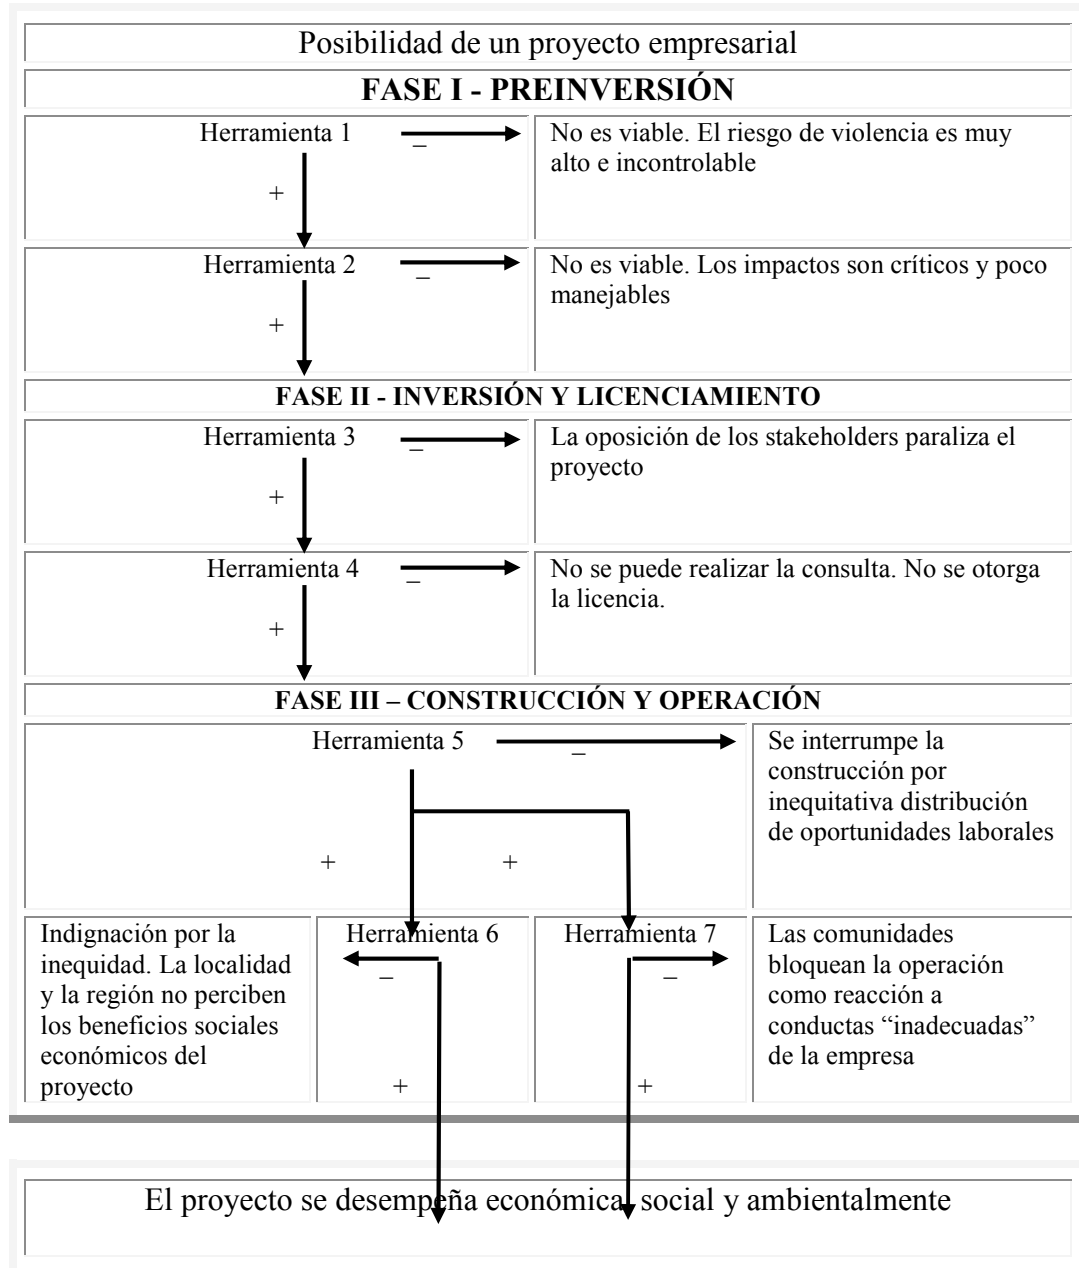 Posibilidad de un proyecto empresarial
FASE I - PREINVERSIÓN
Herramienta 1
–
No es viable. El riesgo de violencia es muy
alto e incontrolable
+
Herramienta 2
–
No es viable. Los impactos son críticos y poco
manejables
+
FASE II - INVERSIÓN Y LICENCIAMIENTO
Herramienta 3
–
La oposición de los stakeholders paraliza el
proyecto
+
Herramienta 4
–
No se puede realizar la consulta. No se otorga
la licencia.
+
FASE III – CONSTRUCCIÓN Y OPERACIÓN
Herramienta 5
–
Se interrumpe la
construcción por
inequitativa distribución
de oportunidades laborales
+ +
Indignación por la
inequidad. La localidad
y la región no perciben
los beneficios sociales
económicos del
proyecto
Herramienta 6
–
+
Herramienta 7
–
+
Las comunidades
bloquean la operación
como reacción a
conductas “inadecuadas”
de la empresa
El proyecto se desempeña económica, social y ambientalmente